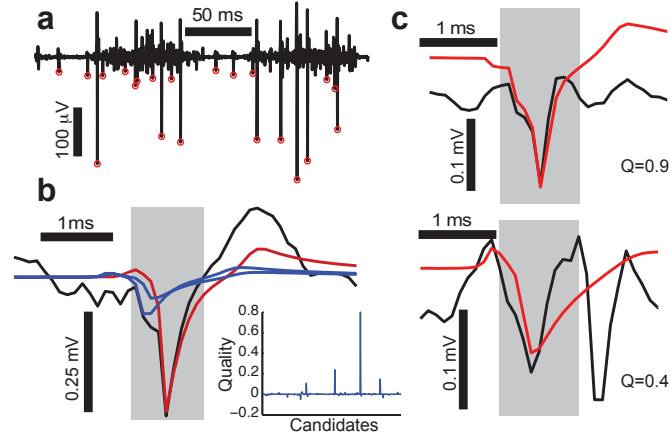 a
50 ms
100 µV
b
1ms
0.25 mV
Quality
0.8
0.6
0.4
0.2
0
−0.2
Candidates
c
1 ms
0.1 mV
Q=0.9
1 ms
0.1 mV
Q=0.4